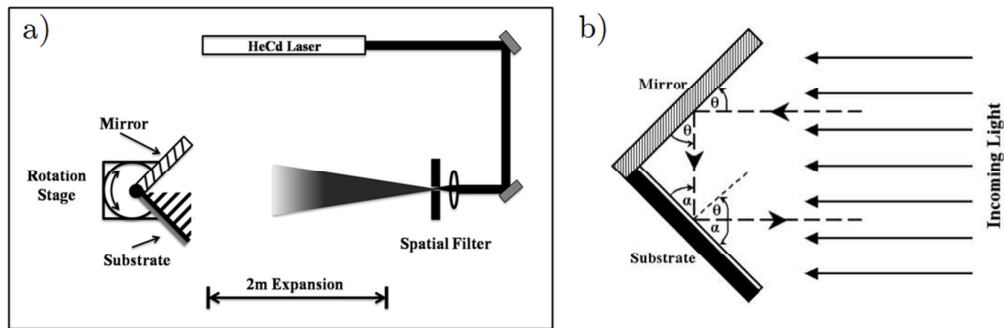 a)
HeCd Laser
Mirror
Rotation
Stage
Substrate
Spatial Filter
2m Expansion
b)
Mirror
θ
θ
α
θ
α
Substrate
Incoming Light